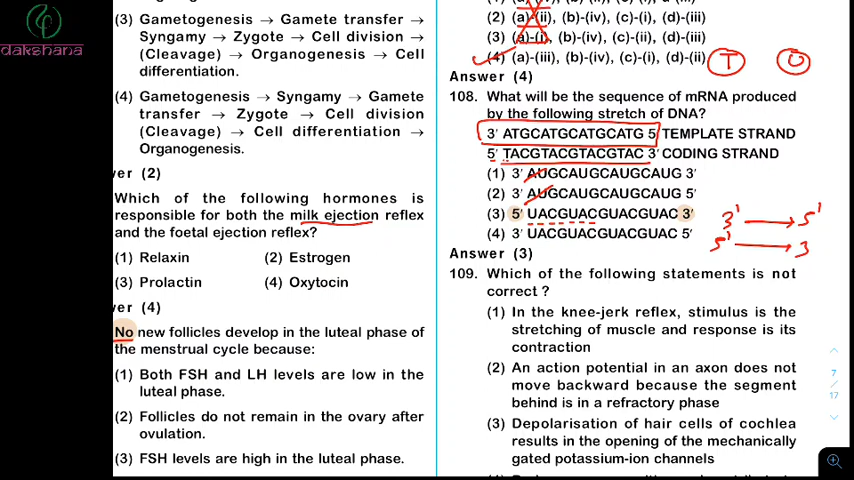 dakshana
(3) Gametogenesis → Gamete transfer →
Syngamy → Zygote → Cell division →
(Cleavage) → Organogenesis → Cell
differentiation.
(4) Gametogenesis → Syngamy → Gamete
transfer → Zygote → Cell division
(Cleavage) → Cell differentiation →
Organogenesis.
wer (2)
Which of the following hormones is
responsible for both the milk ejection reflex
and the foetal ejection reflex?
(1) Relaxin (2) Estrogen
(3) Prolactin (4) Oxytocin
wer (4)
No new follicles develop in the luteal phase of
the menstrual cycle because:
(1) Both FSH and LH levels are low in the
luteal phase.
(2) Follicles do not remain in the ovary after
ovulation.
(3) FSH levels are high in the luteal phase.
(2) (a)-(ii), (b)-(iv), (c)-(i), (d)-(iii)
(3) (a)-(i), (b)-(iv), (c)-(ii), (d)-(iii)
(4) (a)-(iii), (b)-(iv), (c)-(i), (d)-(ii)
T O
Answer (4)
108. What will be the sequence of mRNA produced
by the following stretch of DNA?
3′ ATGCATGCATGCATG 5′ TEMPLATE STRAND
5′ TACGTACGTACGTAC 3′ CODING STRAND
(1) 3′ AUGCAUGCAUGCAUG 3′
(2) 3′ AUGCAUGCAUGCAUG 5′
(3) 5′ UACGUACGUACGUAC 3′
(4) 3′ UACGUACGUACGUAC 5′
3' → 5'
5' → 3
Answer (3)
109. Which of the following statements is not
correct ?
(1) In the knee-jerk reflex, stimulus is the
stretching of muscle and response is its
contraction
(2) An action potential in an axon does not
move backward because the segment
behind is in a refractory phase
(3) Depolarisation of hair cells of cochlea
results in the opening of the mechanically
gated potassium-ion channels
7
/
17